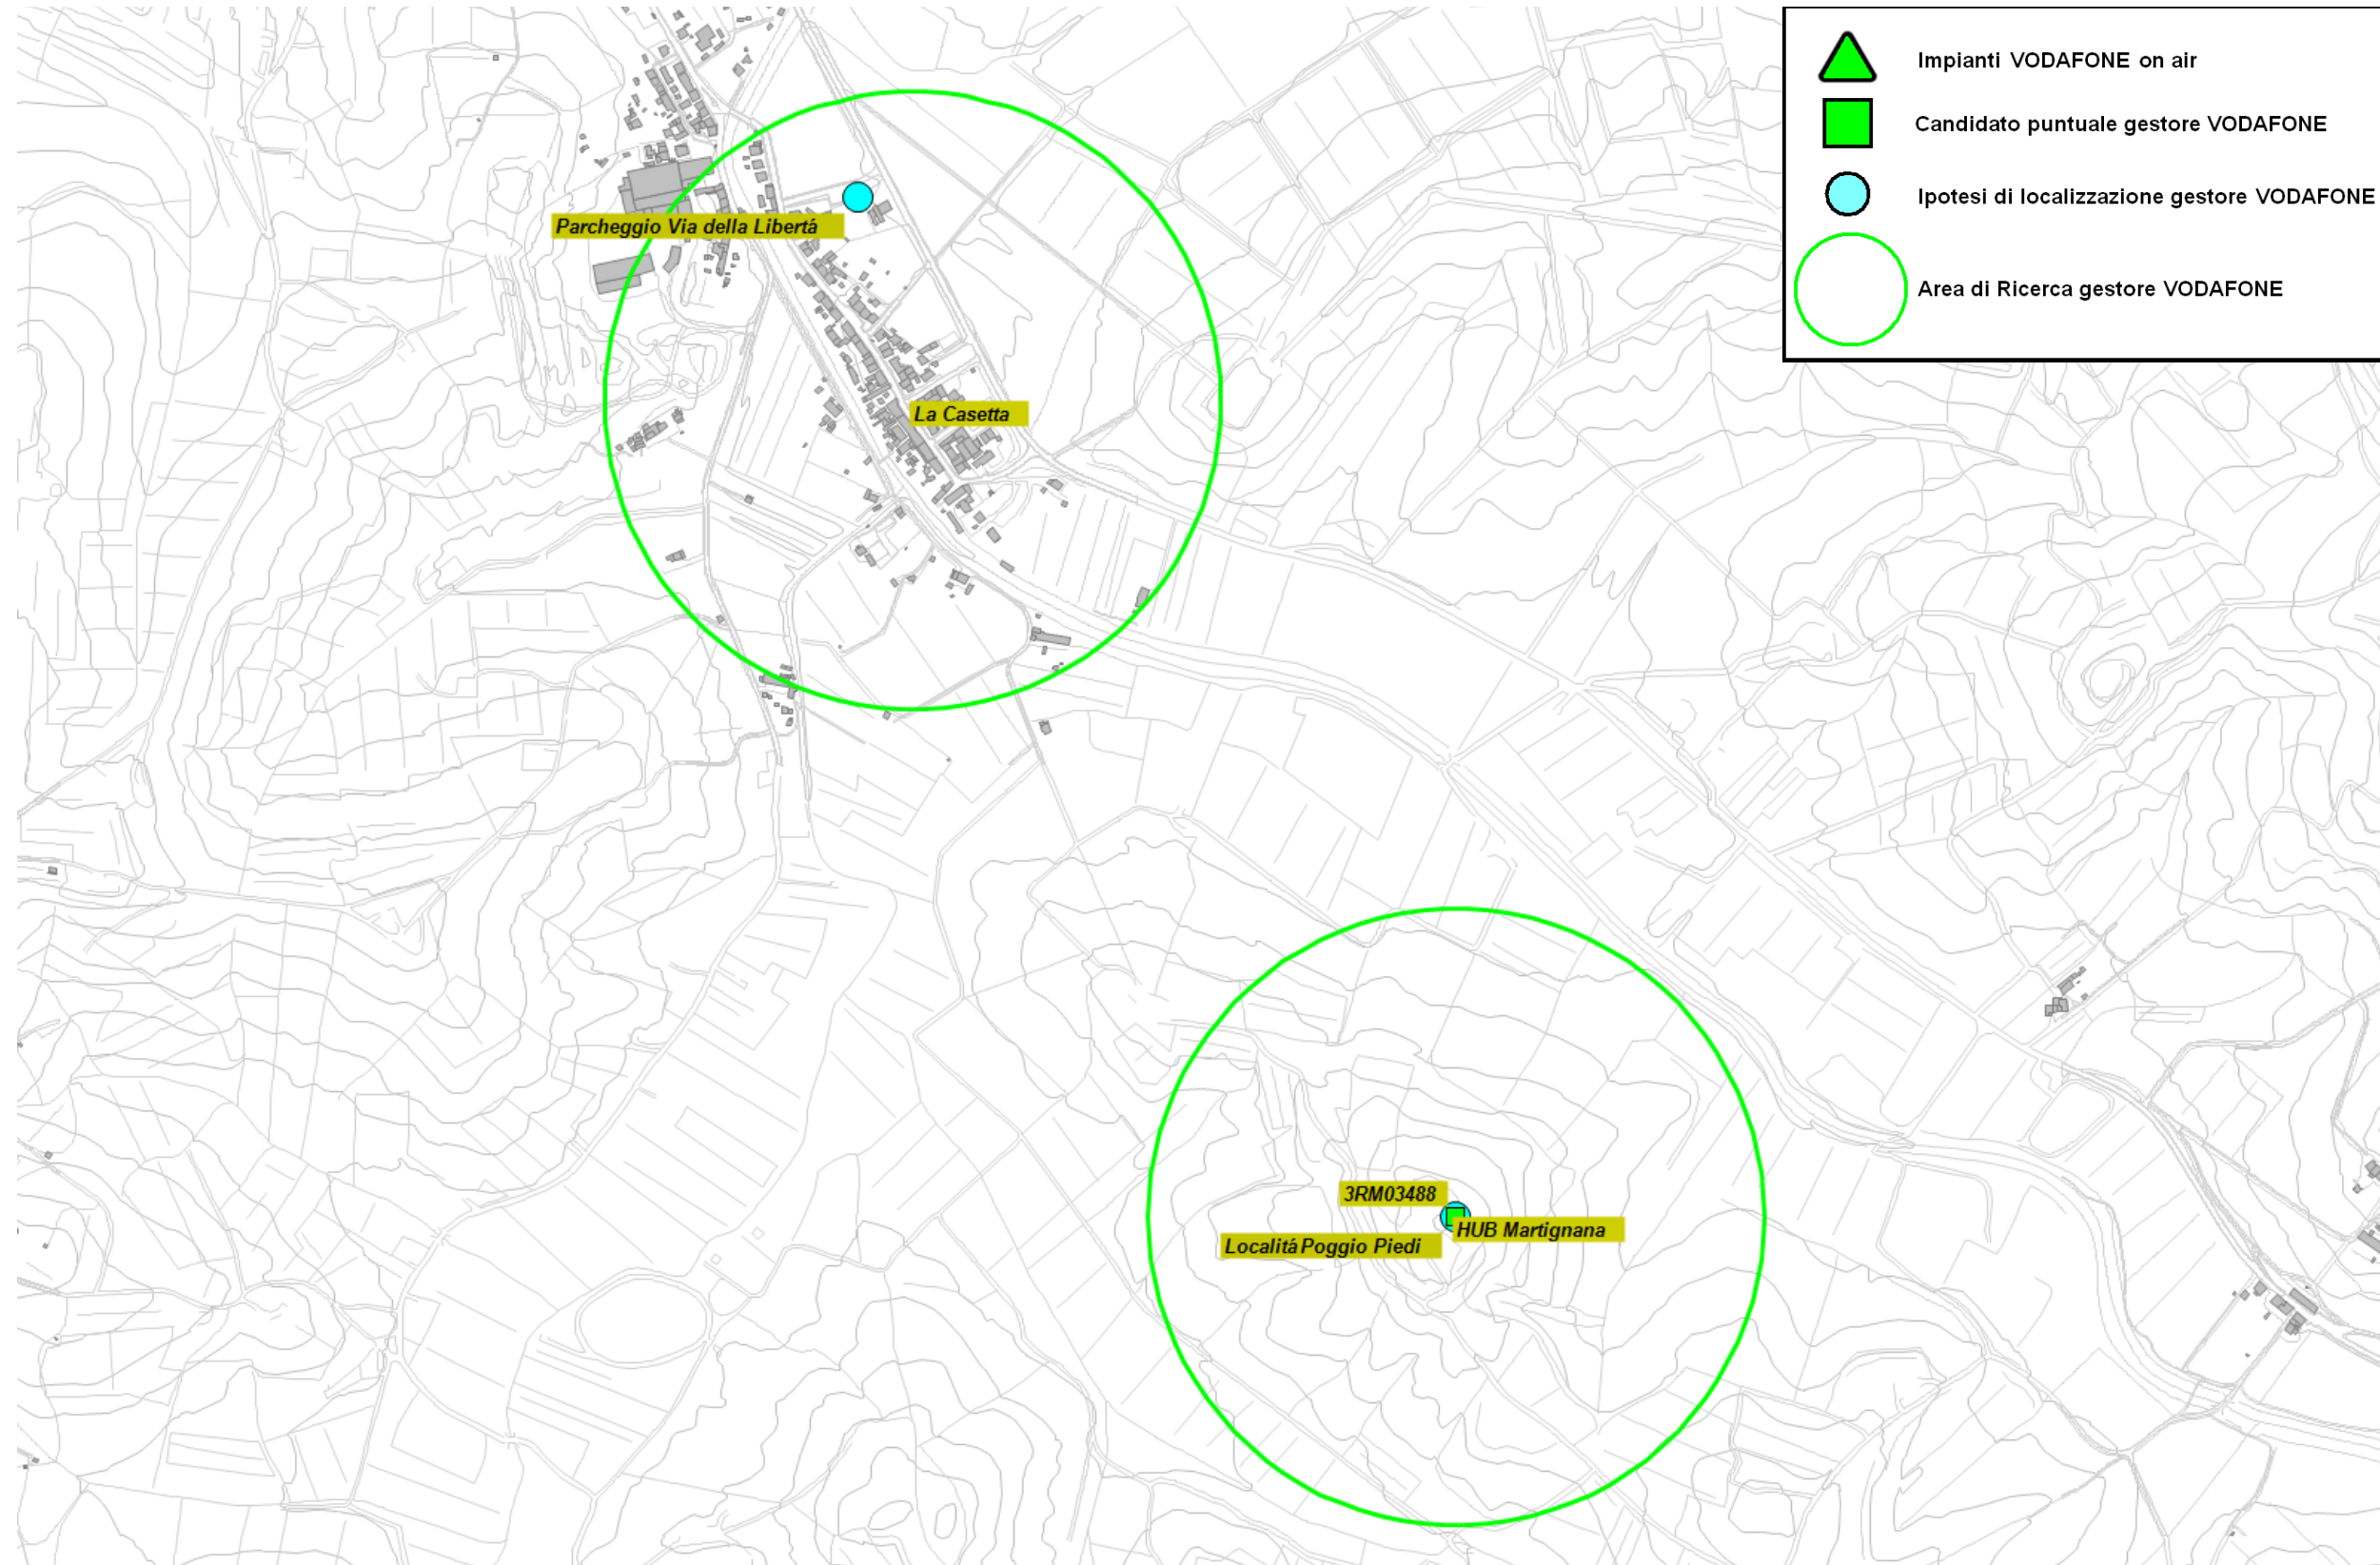 Impianti VODAFONE on air
Candidato puntuale gestore VODAFONE
Ipotesi di localizzazione gestore VODAFONE
Area di Ricerca gestore VODAFONE
Parcheggio Via della Libertá
La Casetta
3RM03488
HUB Martignana
Localitá Poggio Piedi